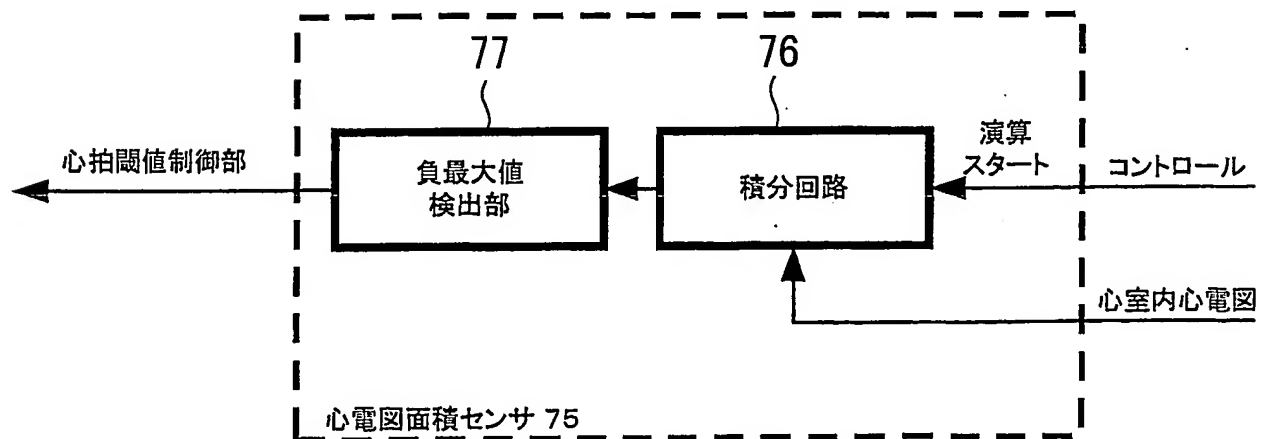 77
76
心拍閾値制御部
負最大値
検出部
積分回路
演算
スタート
コントロール
心室内心電図
心電図面積センサ 75